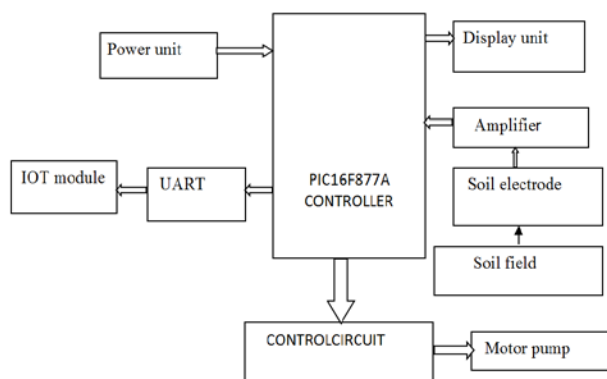 Power unit
Display unit
Amplifier
PIC16F877A
CONTROLLER
IOT module
UART
Soil electrode
Soil field
CONTROLCIRCUIT
Motor pump